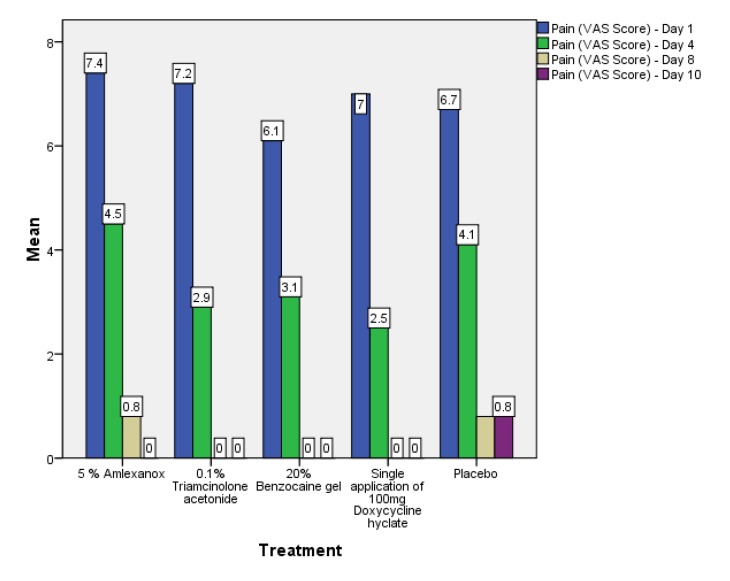 Pain (VAS Score) - Day 1
Pain (VAS Score) - Day 4
Pain (VAS Score) - Day 8
Pain (VAS Score) - Day 10
Mean
8
6
4
2
0
7.4
4.5
0.8
0
7.2
2.9
0
0
6.1
3.1
0
0
7
2.5
0
0
6.7
4.1
0.8
5 % Amlexanox
0.1%
Triamcinolone
acetonide
20%
Benzocaine gel
Single
application of
100mg
Doxycycline
hyclate
Placebo
Treatment